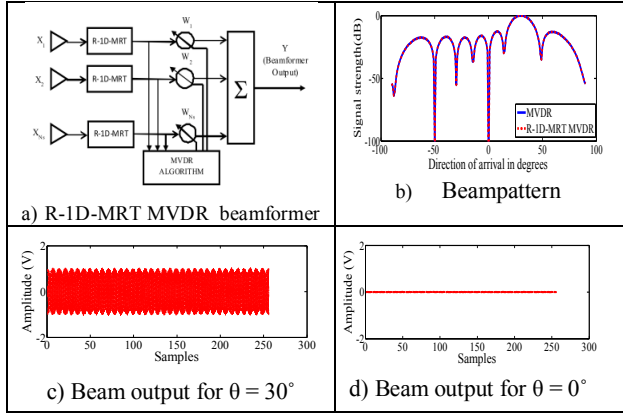 X1
R-1D-MRT
W1
X2
R-1D-MRT
W2
XNs
R-1D-MRT
WNs
Σ
Y
(Beamformer
Output)
MVDR
ALGORITHM
a) R-1D-MRT MVDR beamformer
Signal strength(dB)
0
-50
-100
-100
-50
0
50
100
MVDR
R-1D-MRT MVDR
Direction of arrival in degrees
b) Beampattern
Amplitude (V)
2
0
-2
0
50
100
150
200
250
300
Samples
c) Beam output for θ = 30˚
Amplitude (V)
2
0
-2
0
50
100
150
200
250
300
Samples
d) Beam output for θ = 0˚